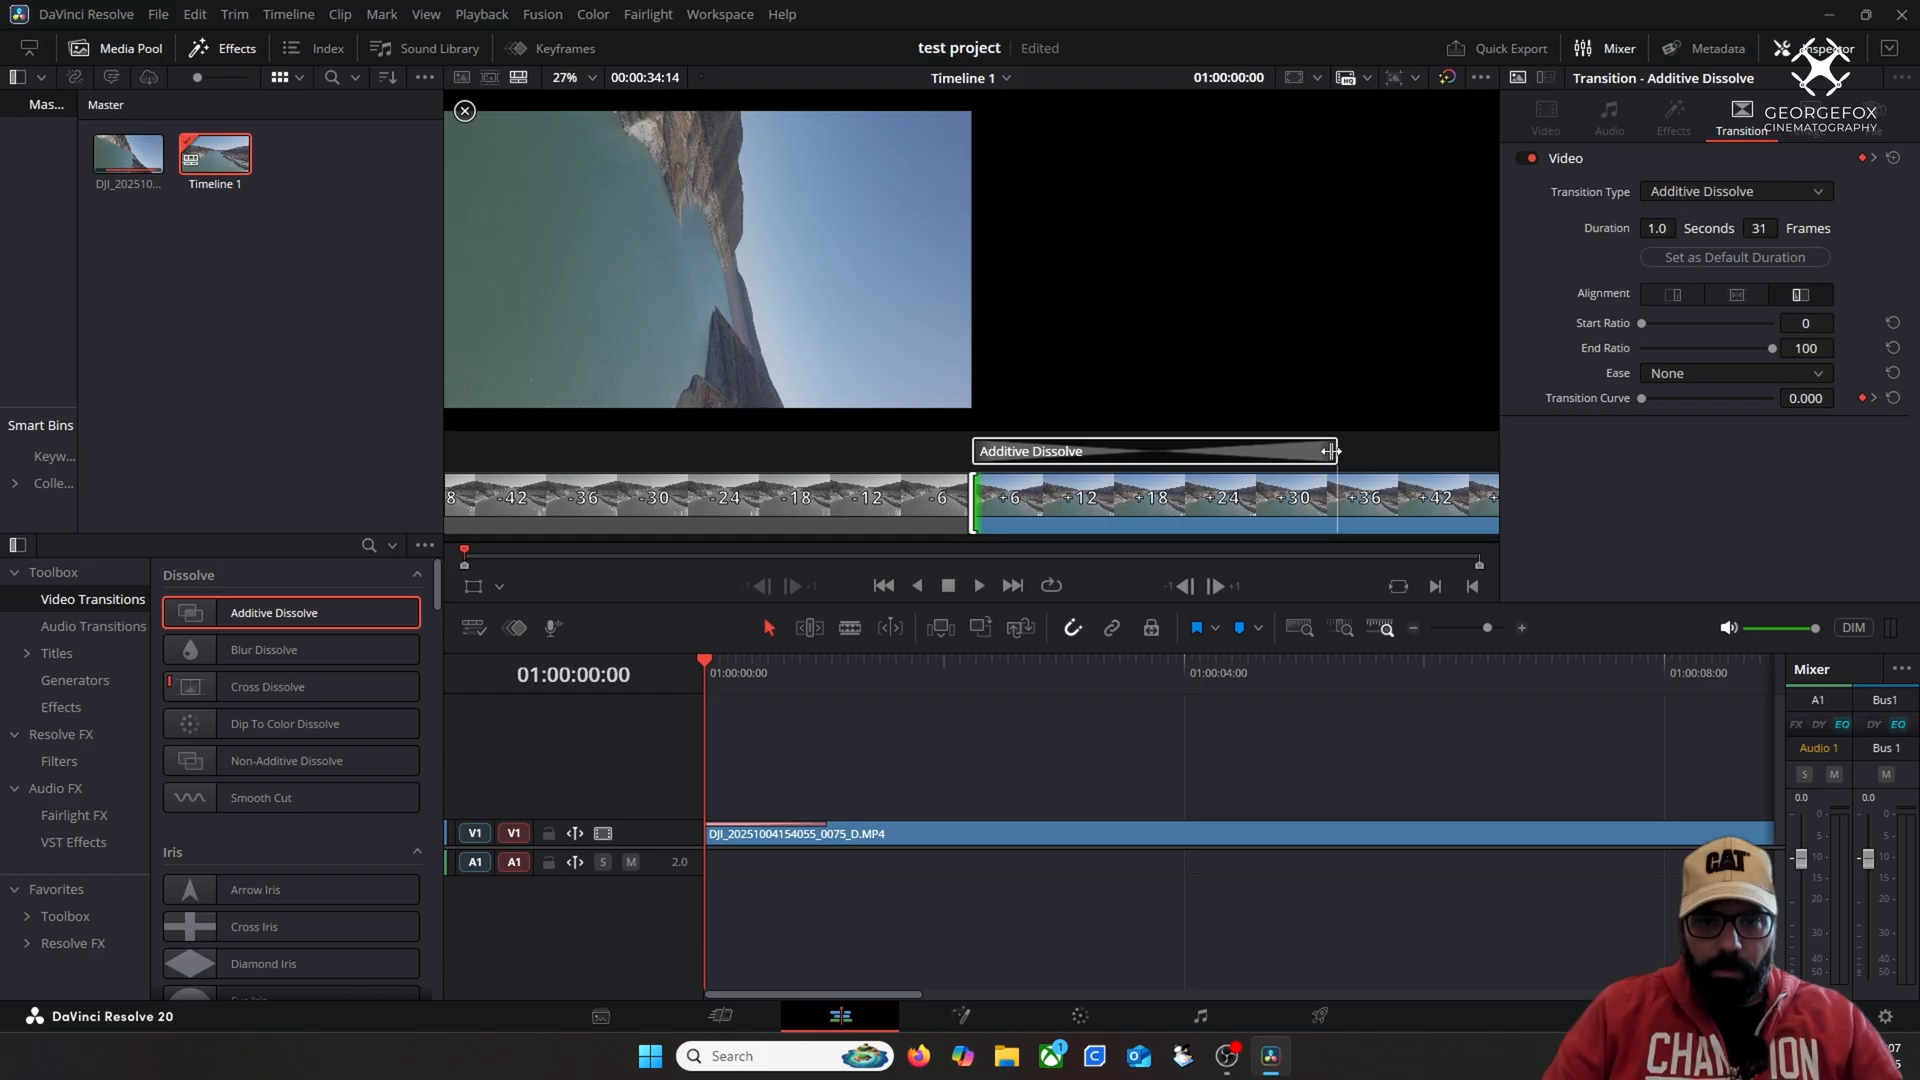 DaVinci Resolve File Edit Trim Timeline Clip Mark View Playback Fusion Color Fairlight Workspace Help
Media Pool Effects Index Sound Library Keyframes test project Edited Quick Export Mixer Metadata Inspector
27% 00:00:34:14 Timeline 1 01:00:00:00 Transition - Additive Dissolve
Mas... Master
GEORGEFOX
CINEMATOGRAPHY
Video Audio Effects Transition
DJI_202510... Timeline 1
Video
Transition Type Additive Dissolve
Duration 1.0 Seconds 31 Frames
Set as Default Duration
Alignment
Start Ratio 0
End Ratio 100
Ease None
Transition Curve 0.000
Smart Bins
Keyw...
Colle...
Additive Dissolve
8 -42 -36 -30 -24 -18 -12 -6 +6 +12 +18 +24 +30 +36 +42
Toolbox
Video Transitions
Audio Transitions
Titles
Generators
Effects
Resolve FX
Filters
Audio FX
Fairlight FX
VST Effects
Favorites
Toolbox
Resolve FX
Dissolve
Additive Dissolve
Blur Dissolve
Cross Dissolve
Dip To Color Dissolve
Non-Additive Dissolve
Smooth Cut
Iris
Arrow Iris
Cross Iris
Diamond Iris
-1 +1 -1 +1
DIM
01:00:00:00 01:00:00:00 01:00:04:00 01:00:08:00
V1 V1 DJI_20251004154055_0075_D.MP4
A1 A1 S M 2.0
Mixer
A1 Bus1
FX DY EQ DY EQ
Audio 1 Bus 1
S M M
0.0 0.0
0 0
5 5
10 10
15 15
20 20
30 30
40 40
50 50
CAT
CHAMPION
DaVinci Resolve 20
Search
1
07